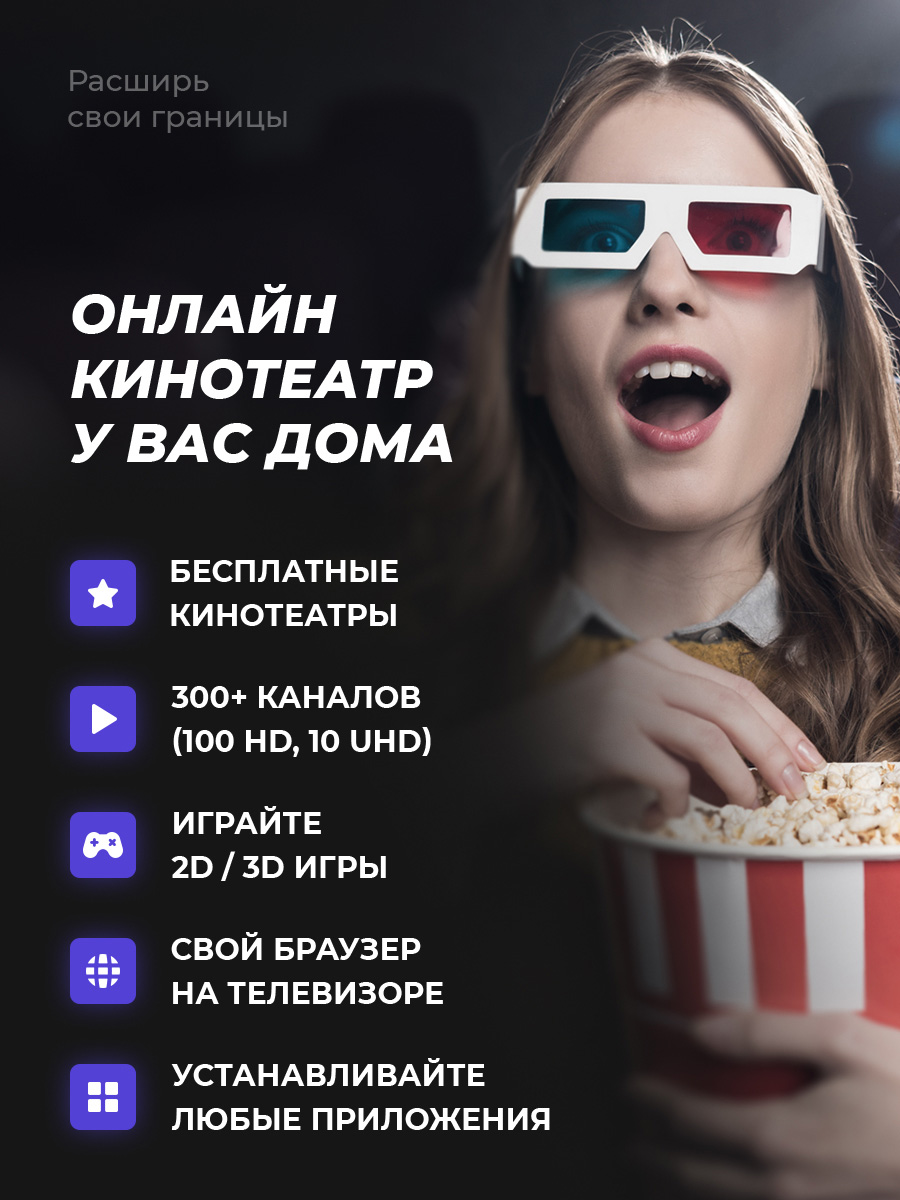 Расширь
свои границы
ОНЛАЙН
КИНОТЕАТР
У ВАС ДОМА
БЕСПЛАТНЫЕ
КИНОТЕАТРЫ
300+ КАНАЛОВ
(100 HD, 10 UHD)
ИГРАЙТЕ
2D / 3D ИГРЫ
СВОЙ БРАУЗЕР
НА ТЕЛЕВИЗОРЕ
УСТАНАВЛИВАЙТЕ
ЛЮБЫЕ ПРИЛОЖЕНИЯ